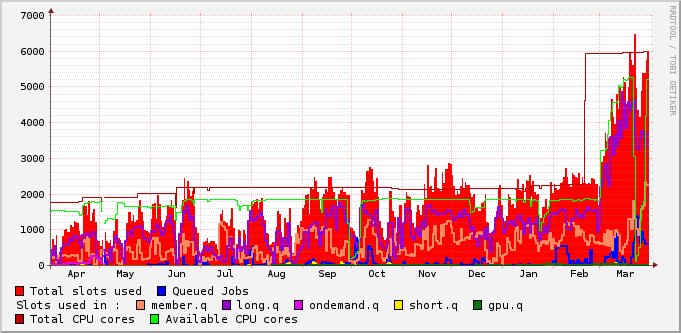 7000
6000
5000
4000
3000
2000
1000
0
Apr May Jun Jul Aug Sep Oct Nov Dec Jan Feb Mar
RRDTOOL / TOBI OETIKER
Total slots used Queued Jobs
Slots used in : member.q long.q ondemand.q short.q gpu.q
Total CPU cores Available CPU cores